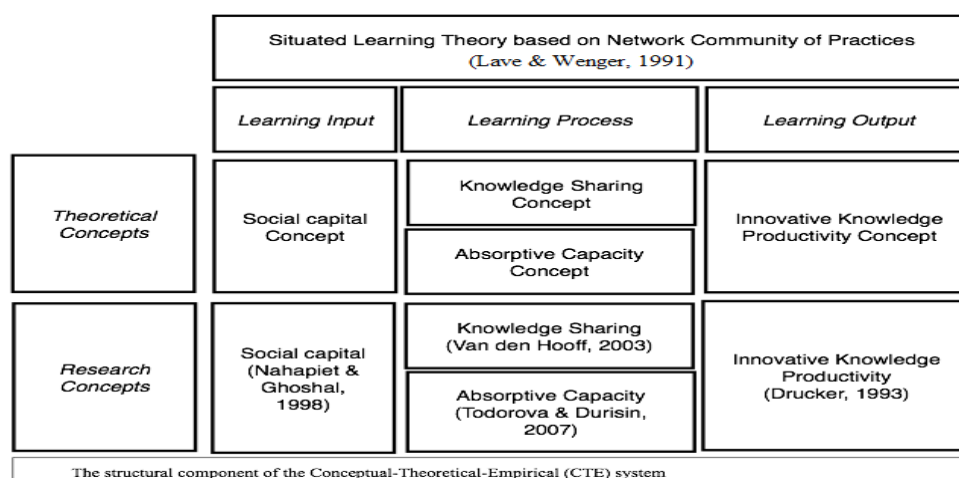 Situated Learning Theory based on Network Community of Practices
(Lave & Wenger, 1991)
Learning Input
Learning Process
Learning Output
Theoretical
Concepts
Social capital
Concept
Knowledge Sharing
Concept
Absorptive Capacity
Concept
Innovative Knowledge
Productivity Concept
Research
Concepts
Social capital
(Nahapiet &
Ghoshal,
1998)
Knowledge Sharing
(Van den Hooff, 2003)
Absorptive Capacity
(Todorova & Durisin,
2007)
Innovative Knowledge
Productivity
(Drucker, 1993)
The structural component of the Conceptual-Theoretical-Empirical (CTE) system